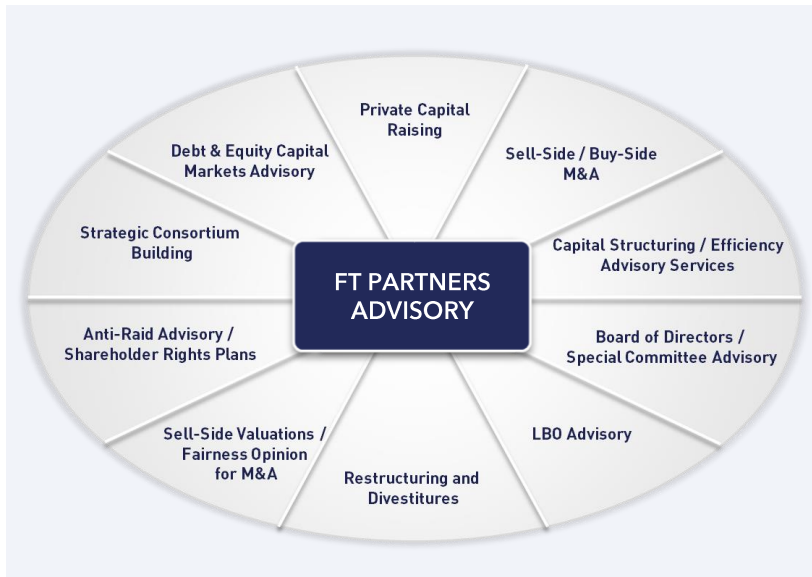 Private Capital
Raising
Sell-Side / Buy-Side
M&A
Capital Structuring / Efficiency
Advisory Services
Board of Directors /
Special Committee Advisory
LBO Advisory
Restructuring and
Divestitures
Sell-Side Valuations /
Fairness Opinion
for M&A
Anti-Raid Advisory /
Shareholder Rights Plans
Strategic Consortium
Building
Debt & Equity Capital
Markets Advisory
FT PARTNERS
ADVISORY